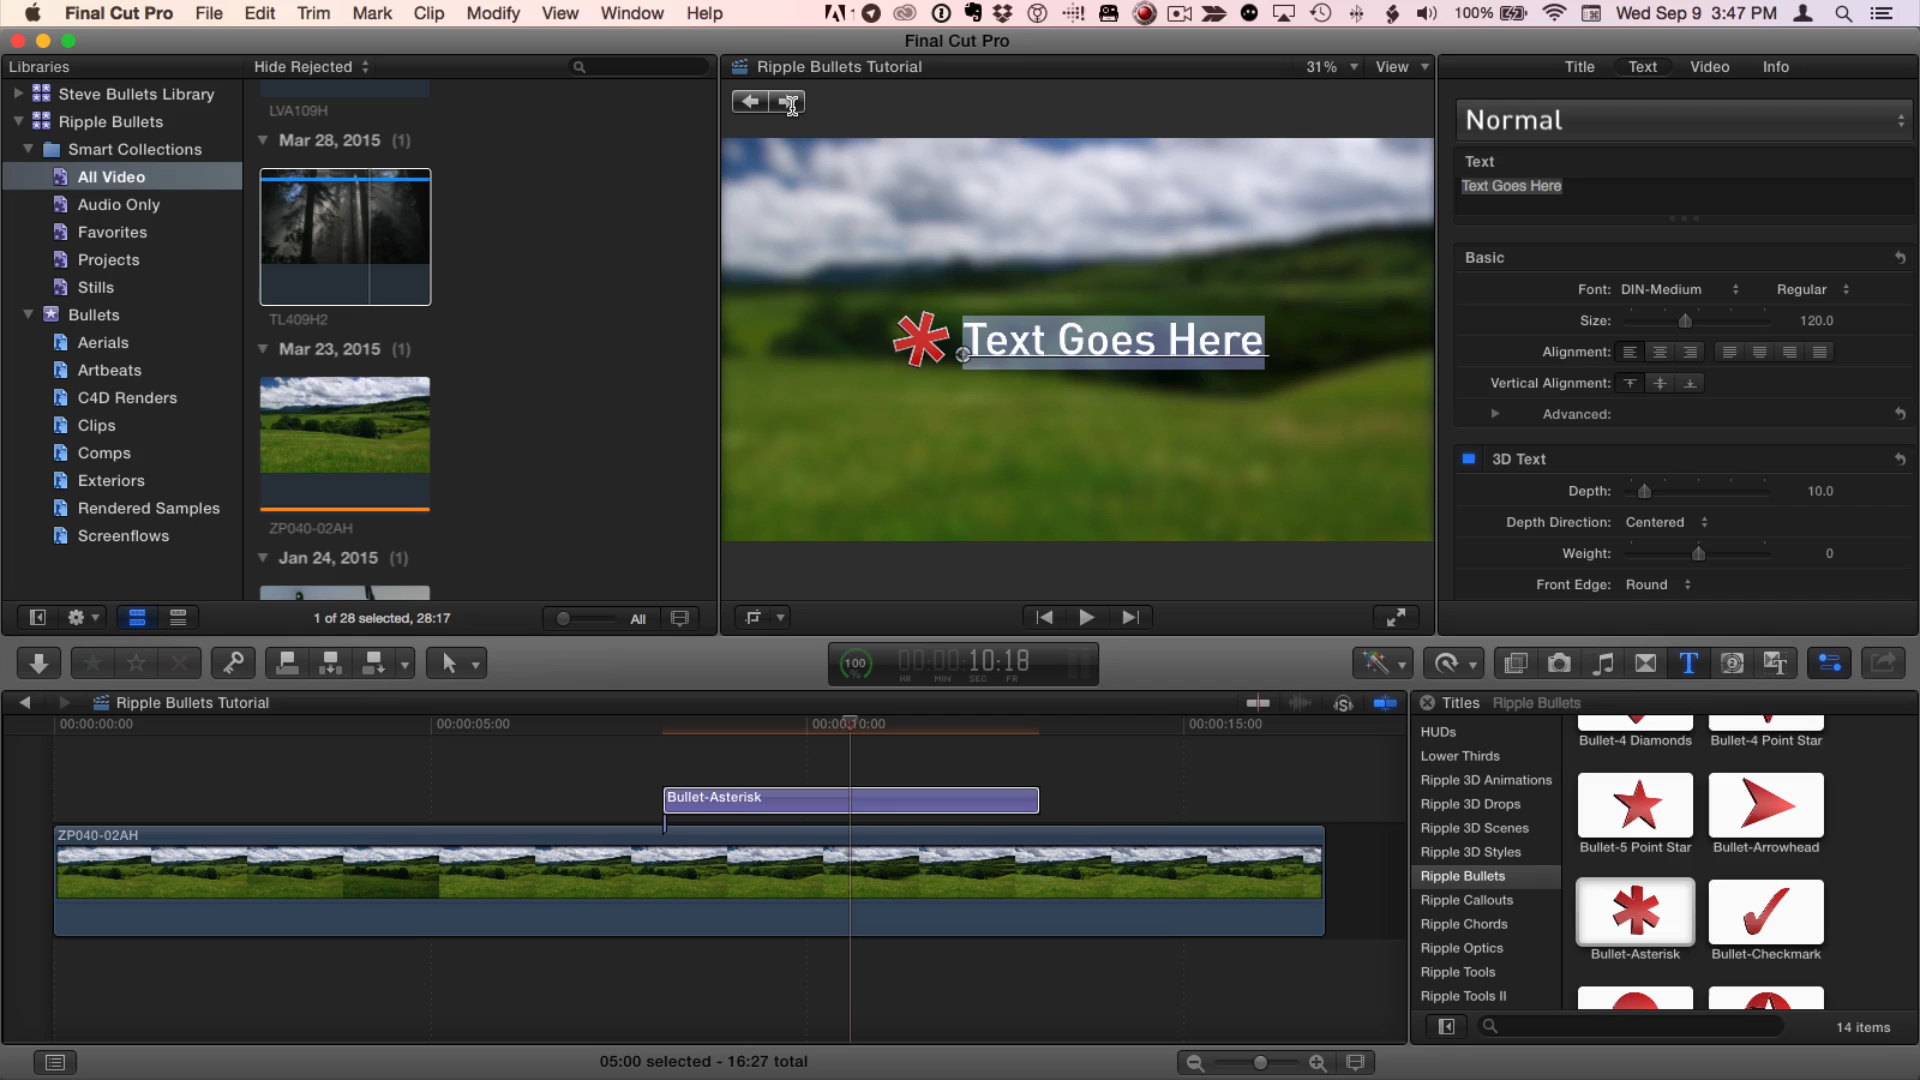 Final Cut Pro File Edit Trim Mark Clip Modify View Window Help
100% Wed Sep 9 3:47 PM
Final Cut Pro
Libraries
Hide Rejected
Steve Bullets Library
Ripple Bullets
Smart Collections
All Video
Audio Only
Favorites
Projects
Stills
Bullets
Aerials
Artbeats
C4D Renders
Clips
Comps
Exteriors
Rendered Samples
Screenflows
LVA109H
Mar 28, 2015 (1)
TL409H2
Mar 23, 2015 (1)
ZP040-02AH
Jan 24, 2015 (1)
1 of 28 selected, 28:17
All
Ripple Bullets Tutorial
31%
View
Text Goes Here
Title Text Video Info
Normal
Text
Text Goes Here
Basic
Font: DIN-Medium Regular
Size: 120.0
Alignment:
Vertical Alignment:
Advanced:
3D Text
Depth: 10.0
Depth Direction: Centered
Weight: 0
Front Edge: Round
100
%
00:00:10:18
HR MIN SEC FR
Ripple Bullets Tutorial
00:00:00:00 00:00:05:00 00:00:10:00 00:00:15:00
Bullet-Asterisk
ZP040-02AH
05:00 selected - 16:27 total
Titles Ripple Bullets
HUDs
Lower Thirds
Ripple 3D Animations
Ripple 3D Drops
Ripple 3D Scenes
Ripple 3D Styles
Ripple Bullets
Ripple Callouts
Ripple Chords
Ripple Optics
Ripple Tools
Ripple Tools II
Bullet-4 Diamonds
Bullet-4 Point Star
Bullet-5 Point Star
Bullet-Arrowhead
Bullet-Asterisk
Bullet-Checkmark
14 items